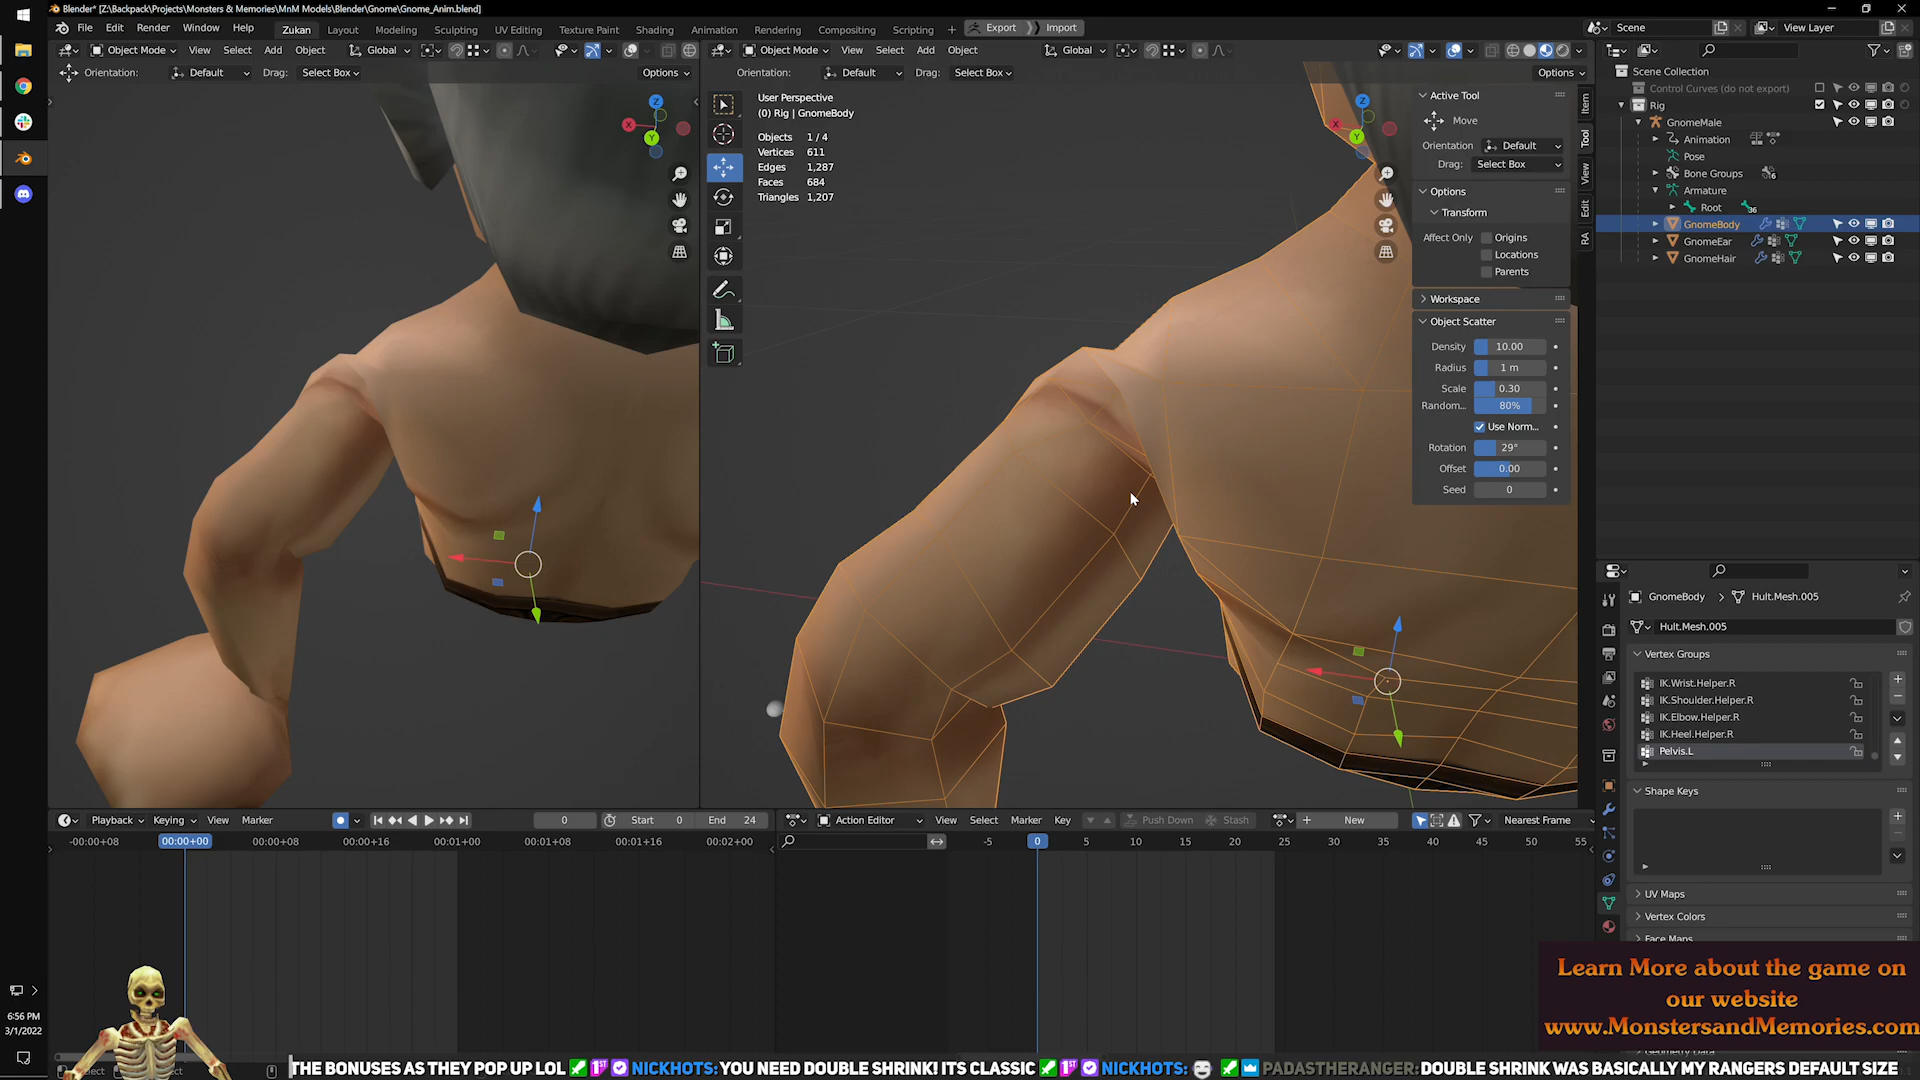 Blender* [Z:\Backpack\Projects\Monsters & Memories\MnM Models\Blender\Gnome\Gnome_Anim.blend]
File Edit Render Window Help Zukan Layout Modeling Sculpting UV Editing Texture Paint Shading Animation Rendering Compositing Scripting Export Import Scene View Layer
Object Mode View Select Add Object Global Object Mode View Select Add Object Global
Orientation: Default Drag: Select Box Options Orientation: Default Drag: Select Box Options
User Perspective
(0) Rig | GnomeBody
Objects 1 / 4
Vertices 611
Edges 1,287
Faces 684
Triangles 1,207
Active Tool
Move
Orientation Default
Drag: Select Box
Options
Transform
Affect Only Origins
Locations
Parents
Workspace
Object Scatter
Density 10.00
Radius 1 m
Scale 0.30
Random... 80%
Use Norm...
Rotation 29°
Offset 0.00
Seed 0
Item
Tool
View
Edit
RA
Scene Collection
Control Curves (do not export)
Rig
GnomeMale
Animation
Pose
Bone Groups 6
Armature
Root 36
GnomeBody
GnomeEar
GnomeHair
GnomeBody Hult.Mesh.005
Hult.Mesh.005
Vertex Groups
IK.Wrist.Helper.R
IK.Shoulder.Helper.R
IK.Elbow.Helper.R
IK.Heel.Helper.R
Pelvis.L
Shape Keys
UV Maps
Vertex Colors
Face Maps
Playback Keying View Marker 0 Start 0 End 24 Action Editor View Select Marker Key Push Down Stash New Nearest Frame
-00:00+08 00:00+00 00:00+08 00:00+16 00:01+00 00:01+08 00:01+16 00:02+00 -5 0 5 10 15 20 25 30 35 40 45 50 55
Learn More about the game on
our website
www.MonstersandMemories.com
6:56 PM
3/1/2022
THE BONUSES AS THEY POP UP LOL 1ST NICKHOTS: YOU NEED DOUBLE SHRINK! ITS CLASSIC 1ST NICKHOTS: PADASTHERANGER: DOUBLE SHRINK WAS BASICALLY MY RANGERS DEFAULT SIZE